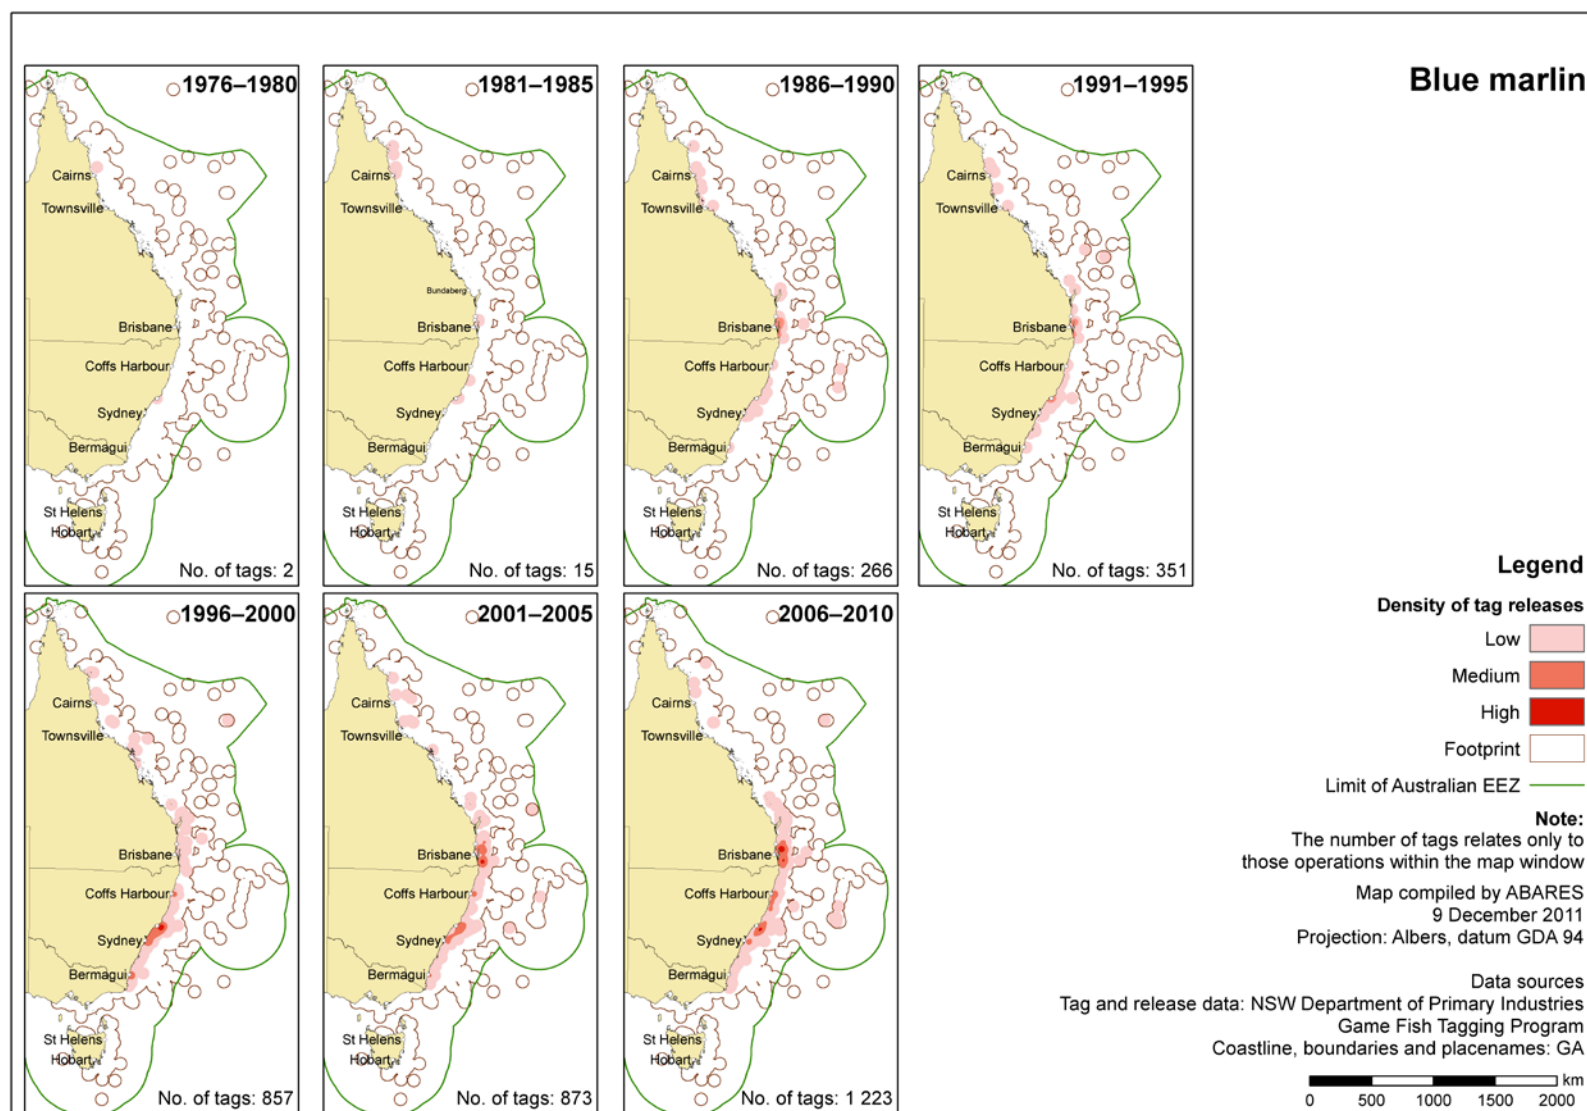 Blue marlin
1976–1980
Cairns
Townsville
Brisbane
Coffs Harbour
Sydney
Bermagui
St Helens
Hobart
No. of tags: 2
1981–1985
Cairns
Townsville
Bundaberg
Brisbane
Coffs Harbour
Sydney
Bermagui
St Helens
Hobart
No. of tags: 15
1986–1990
Cairns
Townsville
Brisbane
Coffs Harbour
Sydney
Bermagui
St Helens
Hobart
No. of tags: 266
1991–1995
Cairns
Townsville
Brisbane
Coffs Harbour
Sydney
Bermagui
St Helens
Hobart
No. of tags: 351
1996–2000
Cairns
Townsville
Brisbane
Coffs Harbour
Sydney
Bermagui
St Helens
Hobart
No. of tags: 857
2001–2005
Cairns
Townsville
Brisbane
Coffs Harbour
Sydney
Bermagui
St Helens
Hobart
No. of tags: 873
2006–2010
Cairns
Townsville
Brisbane
Coffs Harbour
Sydney
Bermagui
St Helens
Hobart
No. of tags: 1 223
Legend
Density of tag releases
Low
Medium
High
Footprint
Limit of Australian EEZ
Note:
The number of tags relates only to
those operations within the map window
Map compiled by ABARES
9 December 2011
Projection: Albers, datum GDA 94
Data sources
Tag and release data: NSW Department of Primary Industries
Game Fish Tagging Program
Coastline, boundaries and placenames: GA
km
0 500 1000 1500 2000